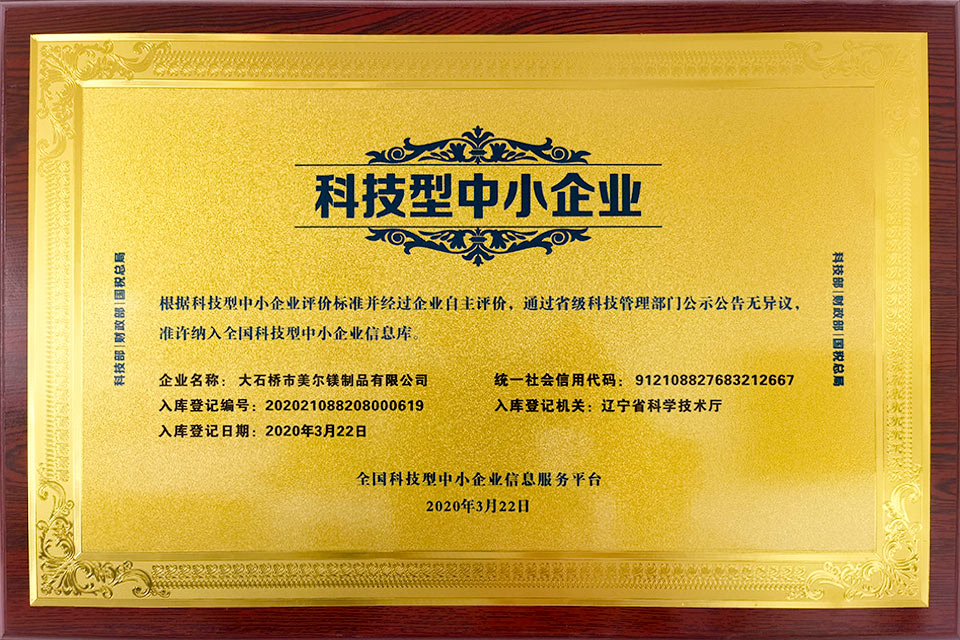 科技型中小企业
科技部|财政部|国税总局
科技部|财政部|国税总局
根据科技型中小企业评价标准并经过企业自主评价，通过省级科技管理部门公示公告无异议，
准许纳入全国科技型中小企业信息库。
企业名称： 大石桥市美尔镁制品有限公司
统一社会信用代码： 912108827683212667
入库登记编号：202021088208000619
入库登记机关：辽宁省科学技术厅
入库登记日期：2020年3月22日
全国科技型中小企业信息服务平台
2020年3月22日